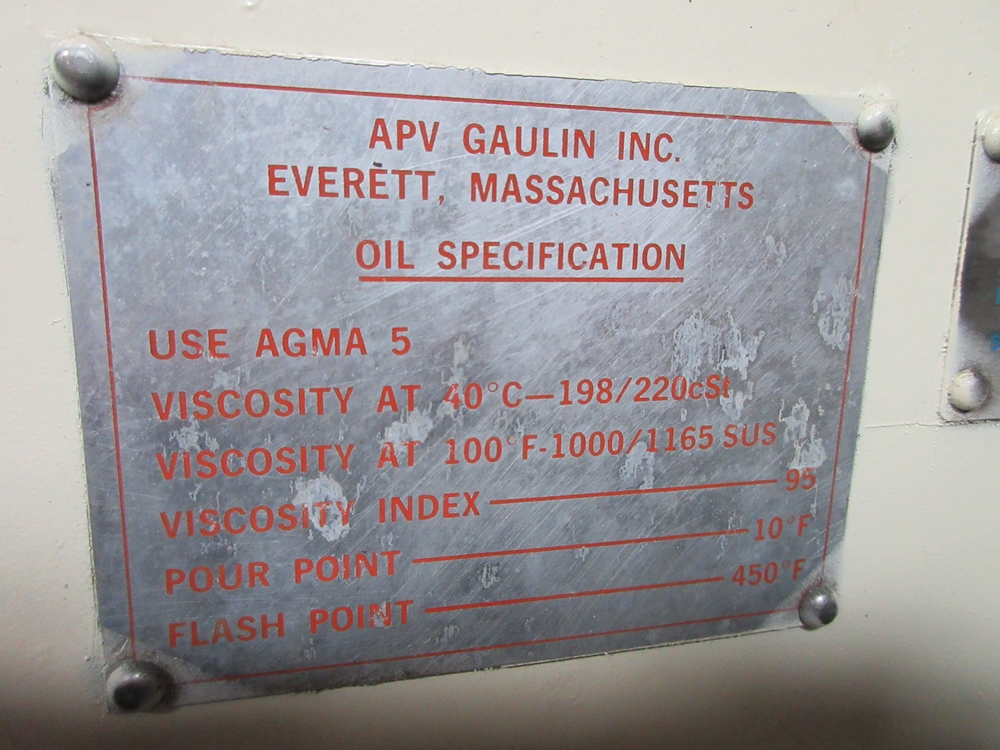 APV GAULIN INC.
EVERETT, MASSACHUSETTS
OIL SPECIFICATION
USE AGMA 5
VISCOSITY AT 40°C—198/220cSt
VISCOSITY AT 100°F-1000/1165 SUS
VISCOSITY INDEX—95
POUR POINT—10°F
FLASH POINT—450°F